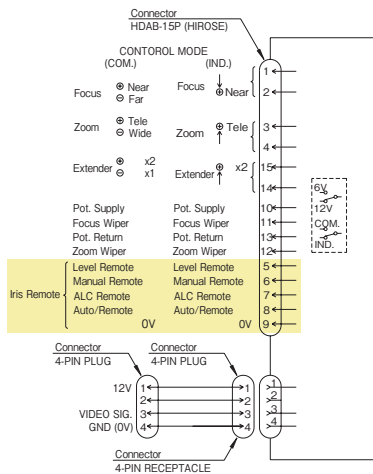 Connector
HDAB-15P (HIROSE)
CONTOROL MODE
(COM.) (IND.)
1
Focus ⊕ Near Focus ⊕ Near 2
⊖ Far
Zoom ⊕ Tele Zoom Tele 3
⊖ Wide
4
Extender ⊕ x2 Extender ⊕ x2 15
⊖ x1
14
6V
12V
COM.
IND.
Pot. Supply Pot. Supply 10
Focus Wiper Focus Wiper 11
Pot. Return Pot. Return 13
Zoom Wiper Zoom Wiper 12
Iris Remote
Level Remote Level Remote 5
Manual Remote Manual Remote 6
ALC Remote ALC Remote 7
Auto/Remote Auto/Remote 8
0V 0V 9
Connector Connector
4-PIN PLUG 4-PIN PLUG
12V 1 1 1
2 2 2
VIDEO SIG. 3 3 3
GND (0V) 4 4 4
Connector
4-PIN RECEPTACLE